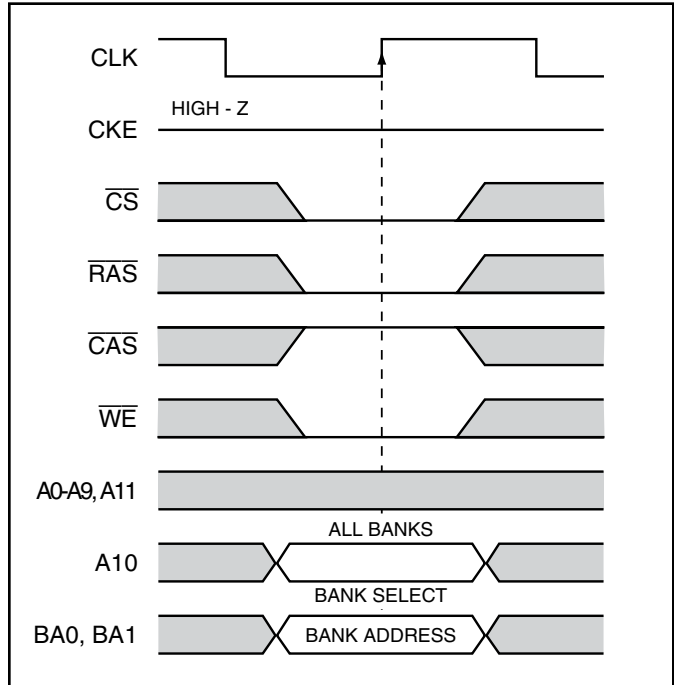 CLK
HIGH - Z
CKE
CS
RAS
CAS
WE
A0-A9, A11
ALL BANKS
A10
BANK SELECT
BA0, BA1
BANK ADDRESS